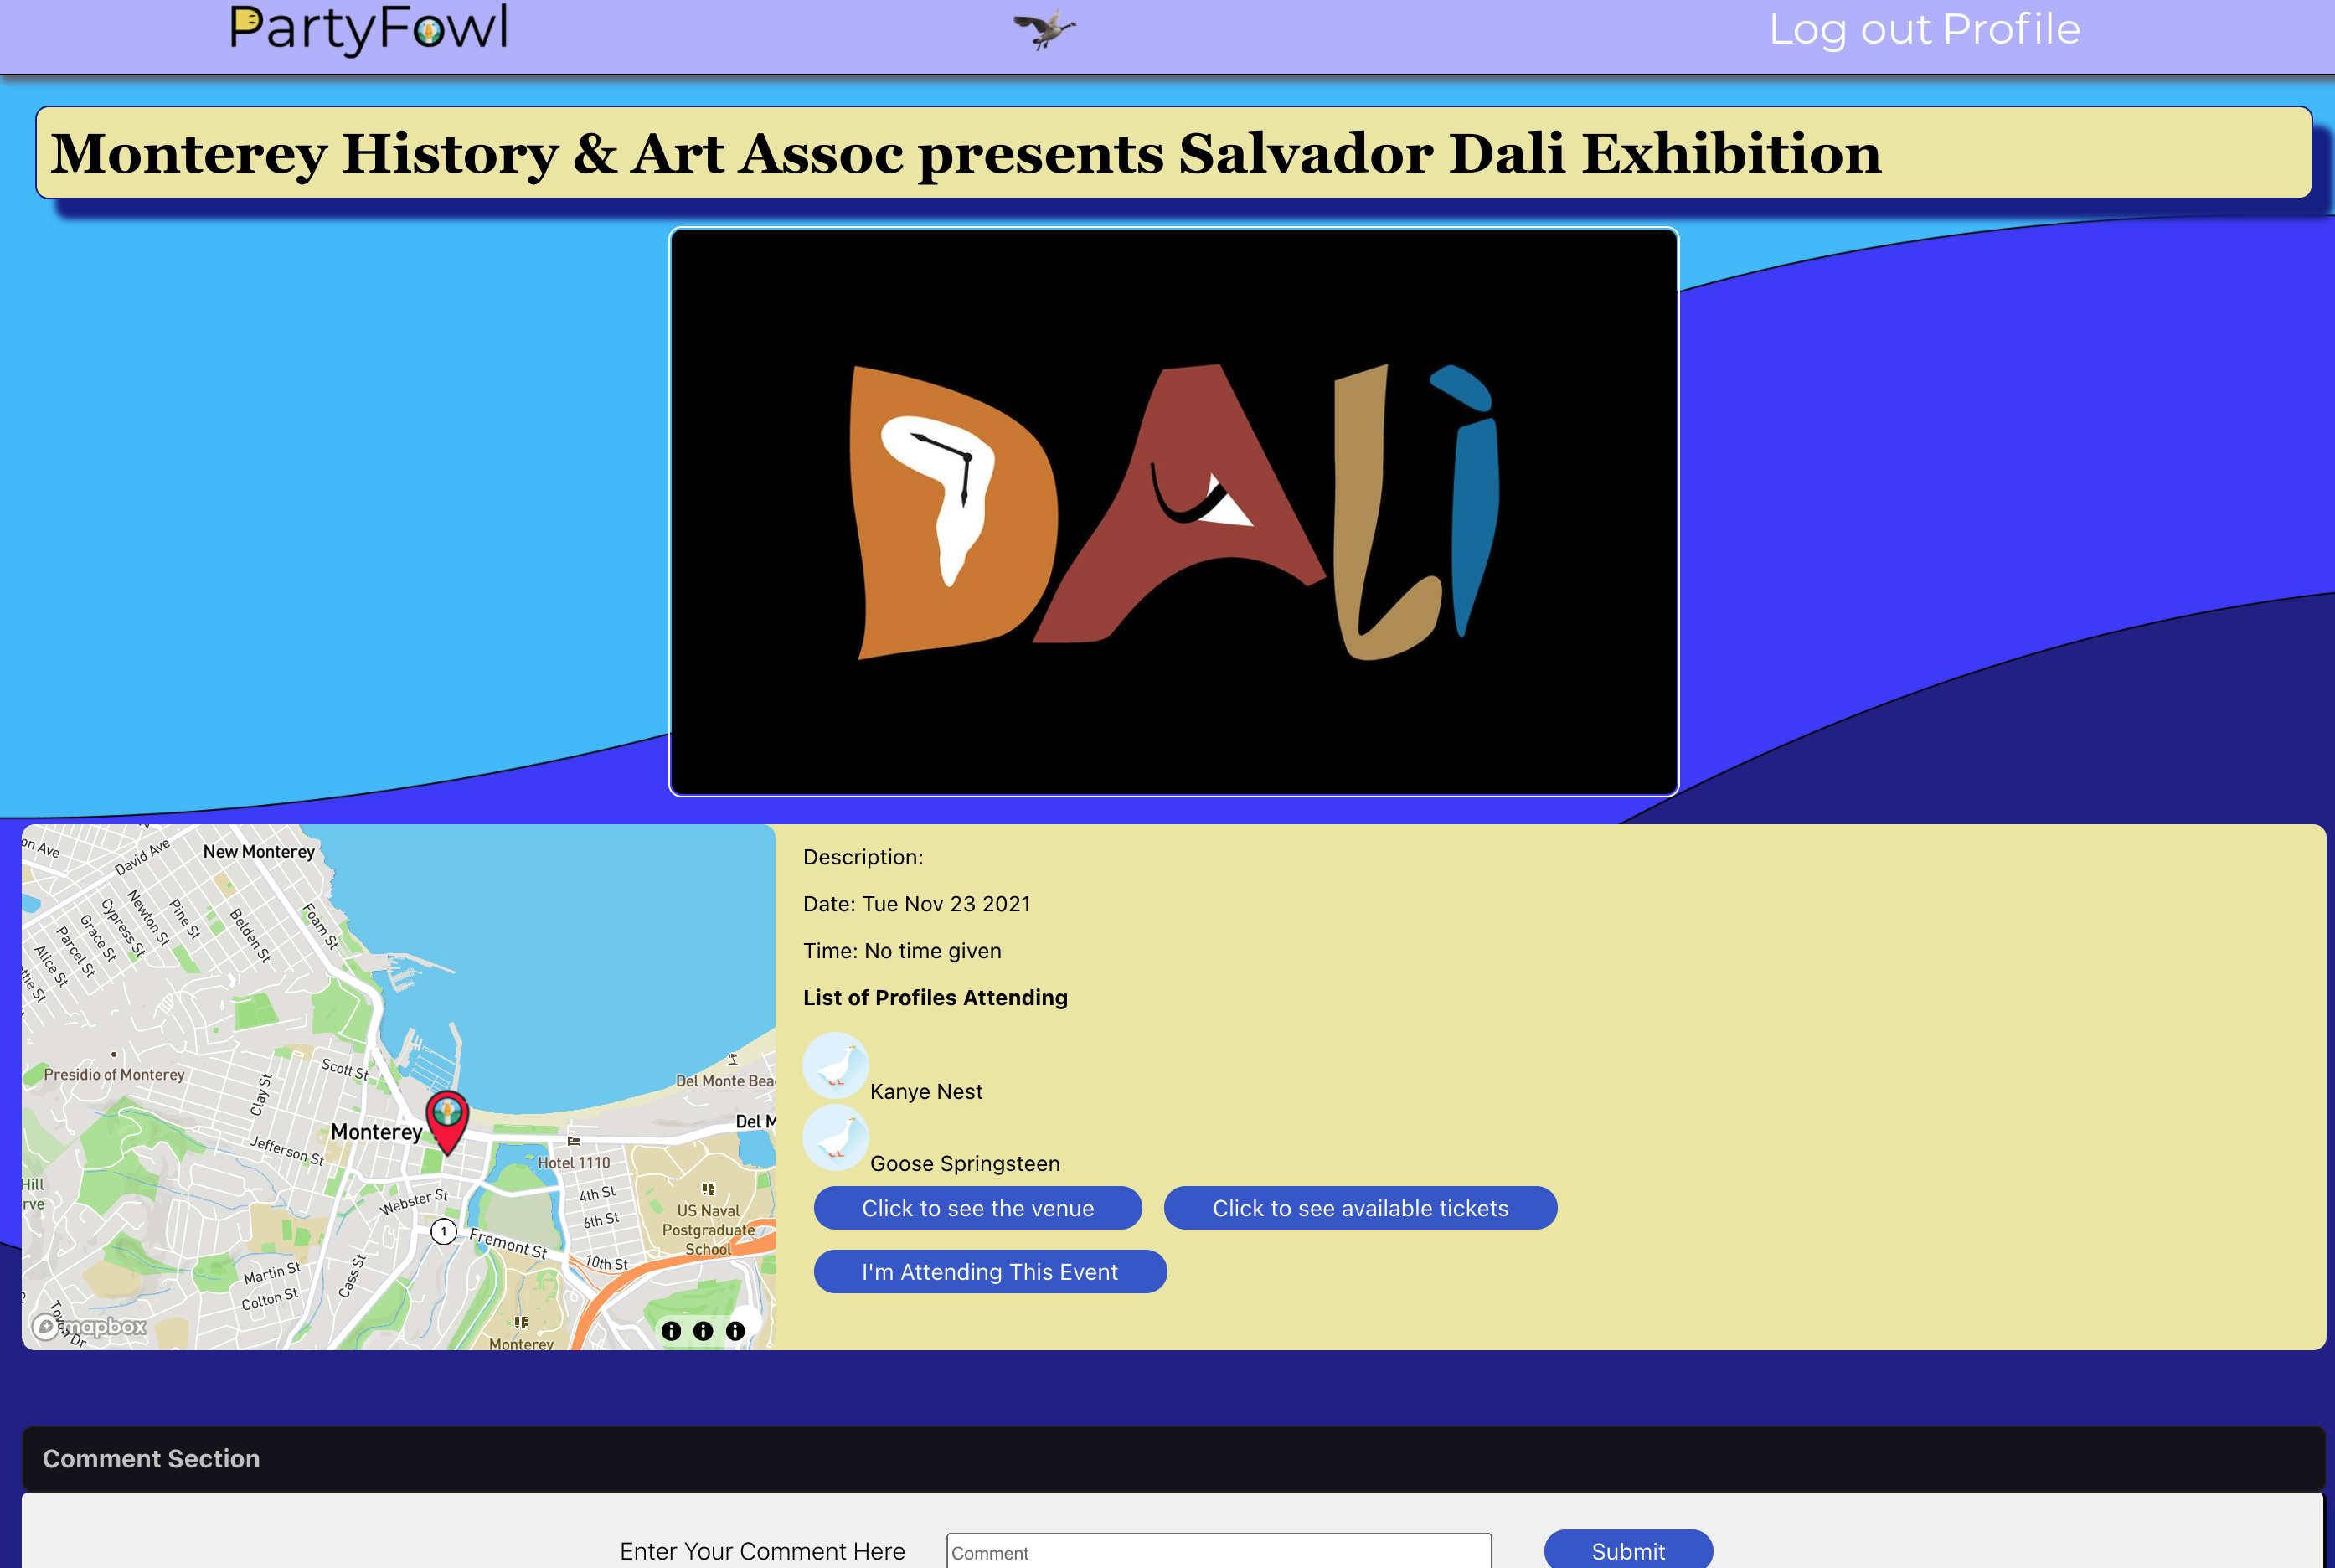 PartyFowl
Log out Profile
Monterey History & Art Assoc presents Salvador Dali Exhibition
DALi
on Ave
David Ave
New Monterey
Foam St
Pine St
Newton St
Cypress St
Grace St
Parcel St
Alice St
Belden St
Presidio of Monterey
Scott St
Clay St
Del Monte Bea
Monterey
Del M
Jefferson St
Hotel 1110
Hill
rve
Webster St
4th St
6th St
US Naval
Postgraduate
School
1
Fremont St
10th St
Martin St
Colton St
Cass St
mapbox
Monterey
Description:
Date: Tue Nov 23 2021
Time: No time given
List of Profiles Attending
Kanye Nest
Goose Springsteen
Click to see the venue
Click to see available tickets
I'm Attending This Event
Comment Section
Enter Your Comment Here
Comment
Submit